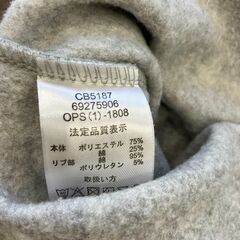 CB5187
69275906
OPS(1)-1808
法定品質表示
本体 ポリエステル 75%
綿 25%
リブ部 綿 95%
ポリウレタン 5%
取扱い方